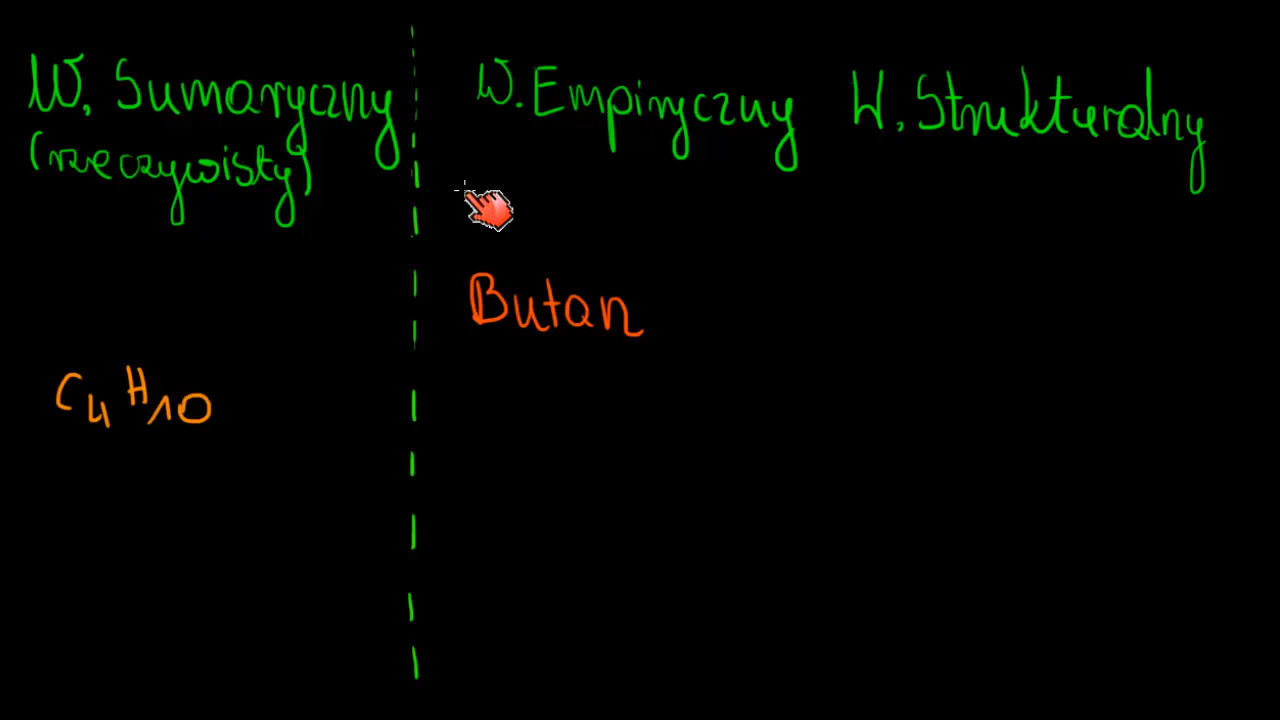 W. Sumaryczny
(rzeczywisty)
W. Empiryczny
W. Strukturalny
Butan
C4H10